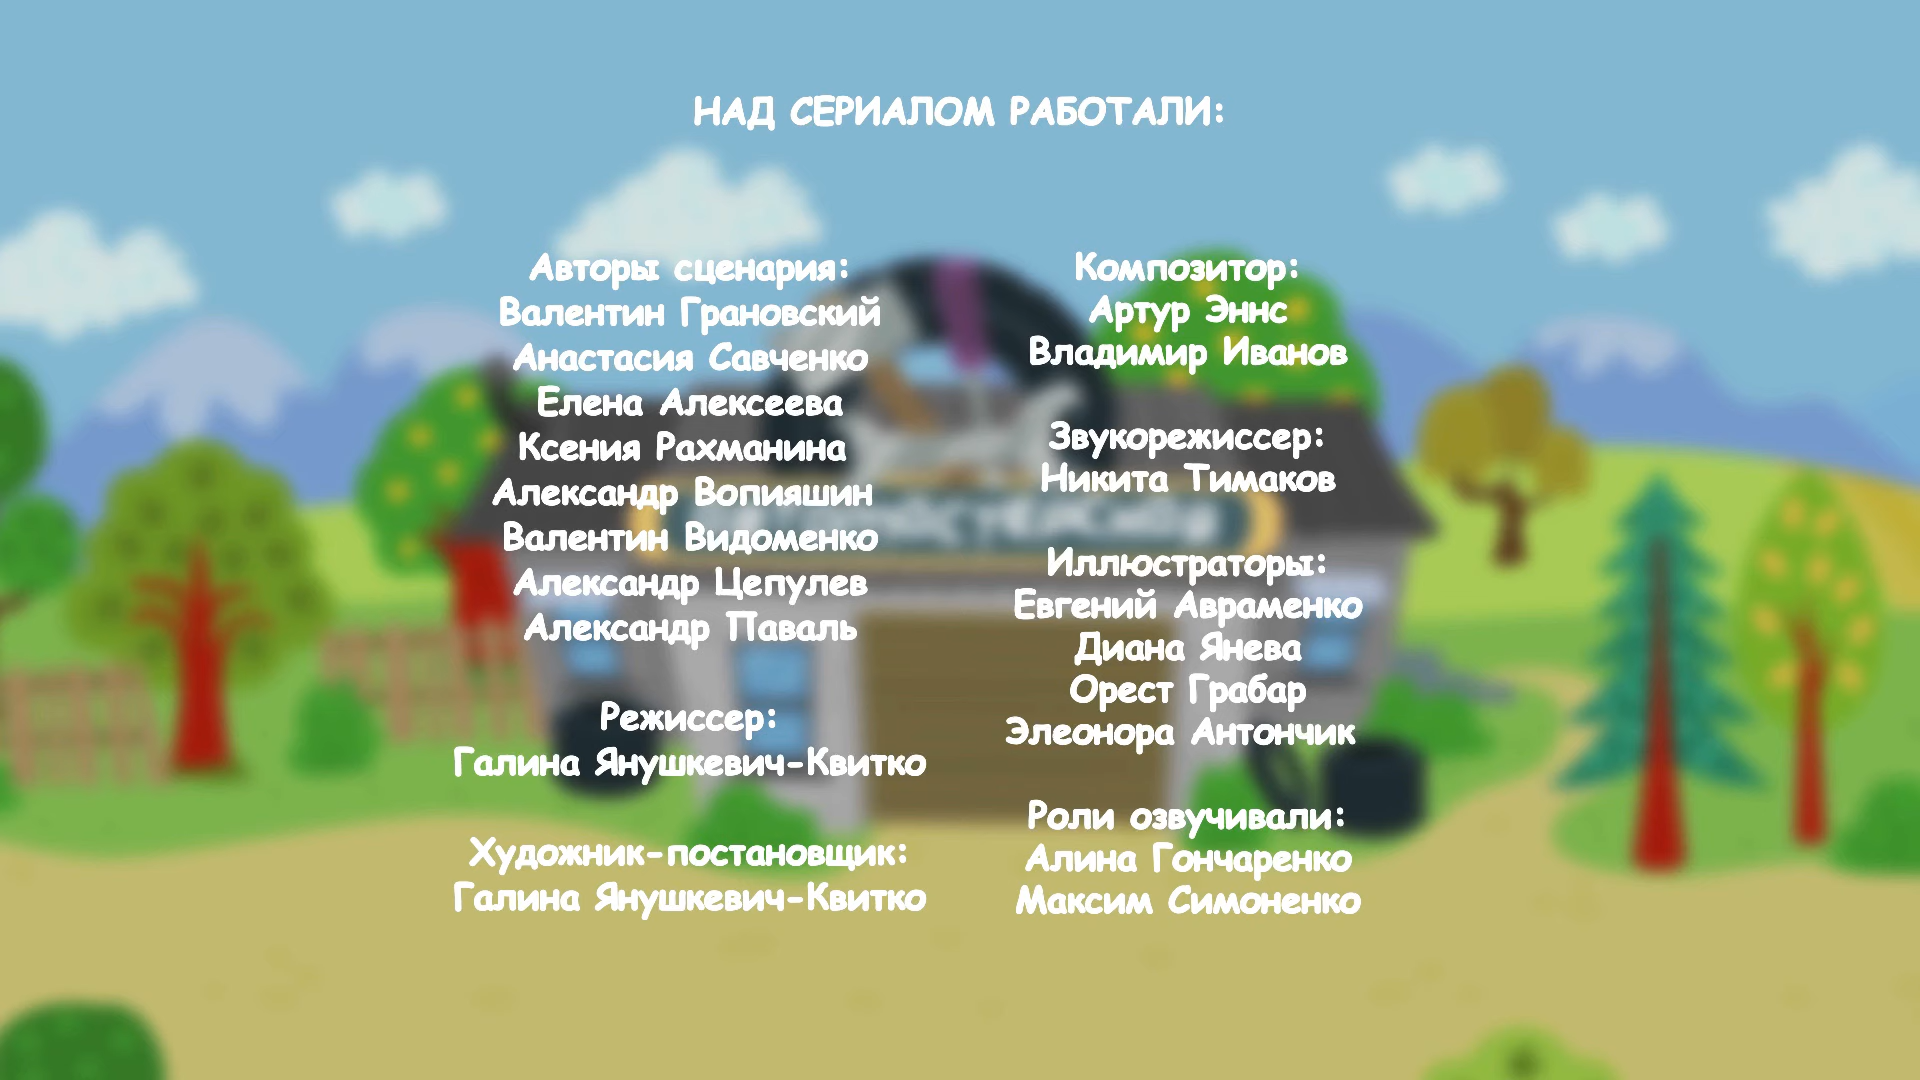 НАД СЕРИАЛОМ РАБОТАЛИ:
Авторы сценария:
Валентин Грановский
Анастасия Савченко
Елена Алексеева
Ксения Рахманина
Александр Вопияшин
Валентин Видоменко
Александр Цепулев
Александр Паваль
Режиссер:
Галина Янушкевич-Квитко
Художник-постановщик:
Галина Янушкевич-Квитко
Композитор:
Артур Эннс
Владимир Иванов
Звукорежиссер:
Никита Тимаков
Иллюстраторы:
Евгений Авраменко
Диана Янева
Орест Грабар
Элеонора Антончик
Роли озвучивали:
Алина Гончаренко
Максим Симоненко